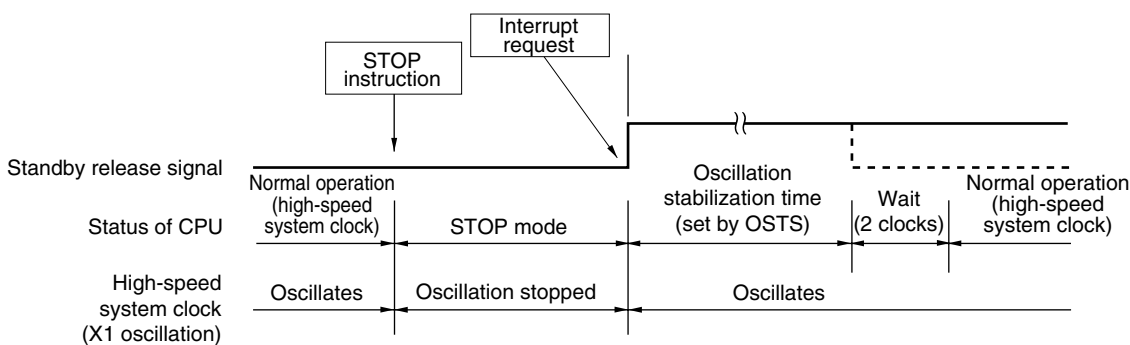 Interrupt
request
STOP
instruction
Standby release signal
Status of CPU
Normal operation
(high-speed
system clock)
STOP mode
Oscillation
stabilization time
(set by OSTS)
Wait
(2 clocks)
Normal operation
(high-speed
system clock)
High-speed
system clock
(X1 oscillation)
Oscillates
Oscillation stopped
Oscillates